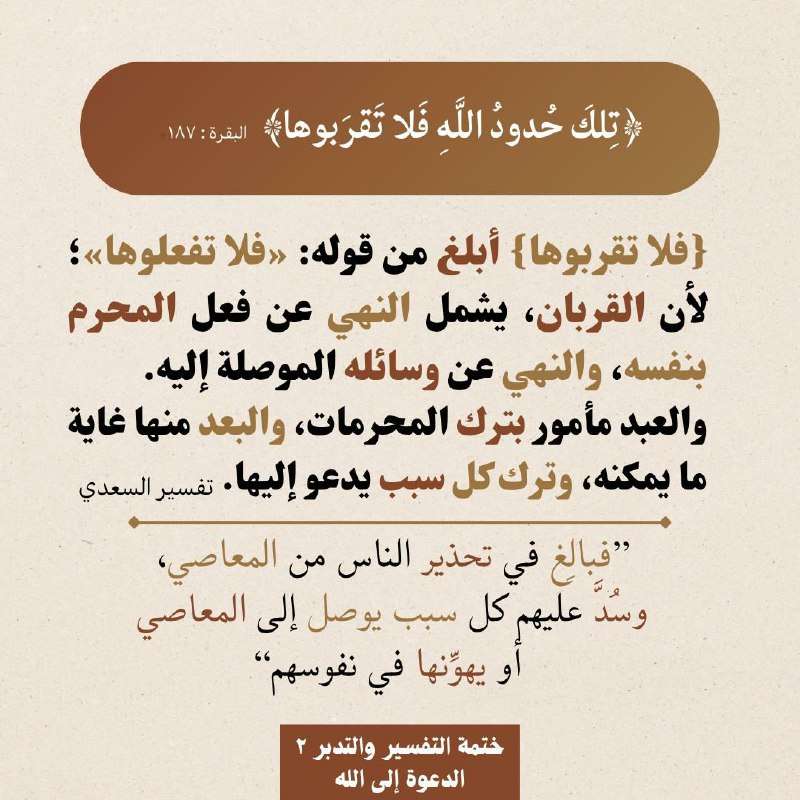 ﴿تِلكَ حُدودُ اللَّهِ فَلا تَقرَبوها﴾ البقرة : ١٨٧
{فلا تقربوها} أبلغ من قوله: «فلا تفعلوها»؛
لأن القربان، يشمل النهي عن فعل المحرم
بنفسه، والنهي عن وسائله الموصلة إليه.
والعبد مأمور بترك المحرمات، والبعد منها غاية
ما يمكنه، وترك كل سبب يدعو إليها. تفسير السعدي
”فبالِغ في تحذير الناس من المعاصي،
وسُدَّ عليهم كل سبب يوصل إلى المعاصي
أو يهوِّنها في نفوسهم“
ختمة التفسير والتدبر ٢
الدعوة إلى الله